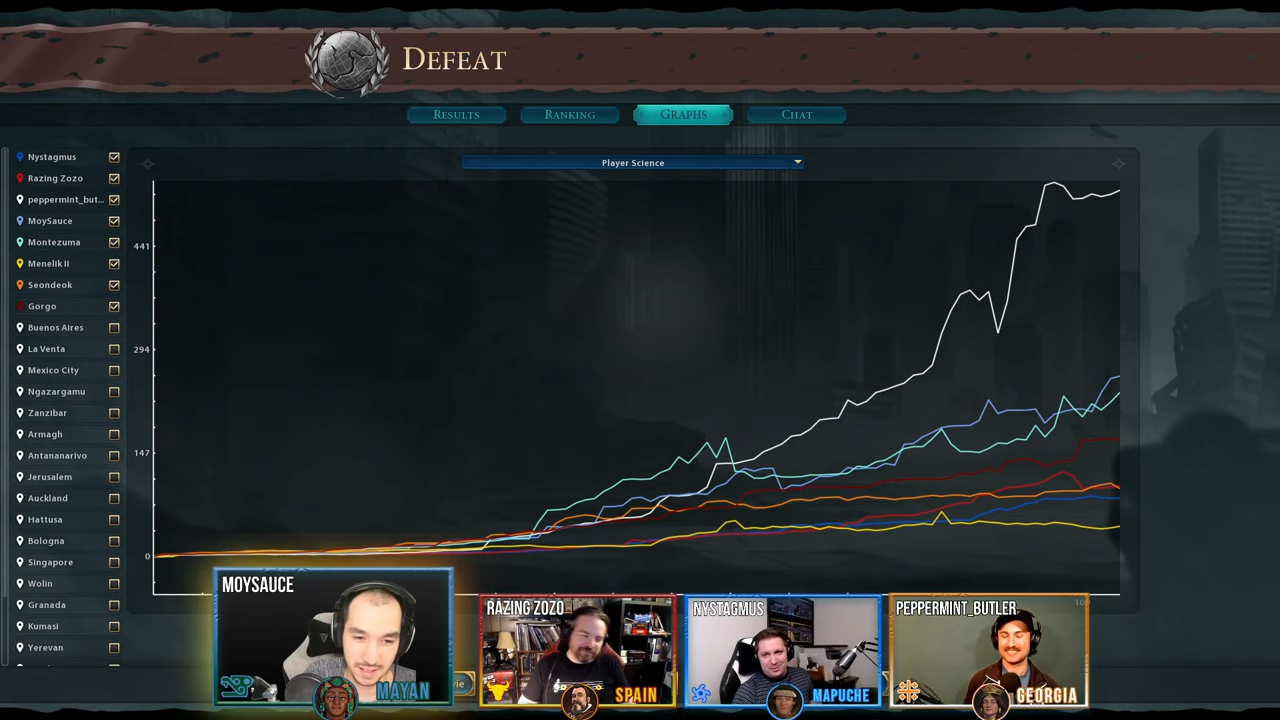 DEFEAT
RESULTS
RANKING
GRAPHS
CHAT
Player Science
Nystagmus
Razing Zozo
peppermint_but...
MoySauce
Montezuma
Menelik II
Seondeok
Gorgo
Buenos Aires
La Venta
Mexico City
Ngazargamu
Zanzibar
Armagh
Antananarivo
Jerusalem
Auckland
Hattusa
Bologna
Singapore
Wolin
Granada
Kumasi
Yerevan
441
294
147
0
MOYSAUCE
MAYAN
RAZING ZOZO
SPAIN
NYSTAGMUS
MAPUCHE
PEPPERMINT_BUTLER
GEORGIA